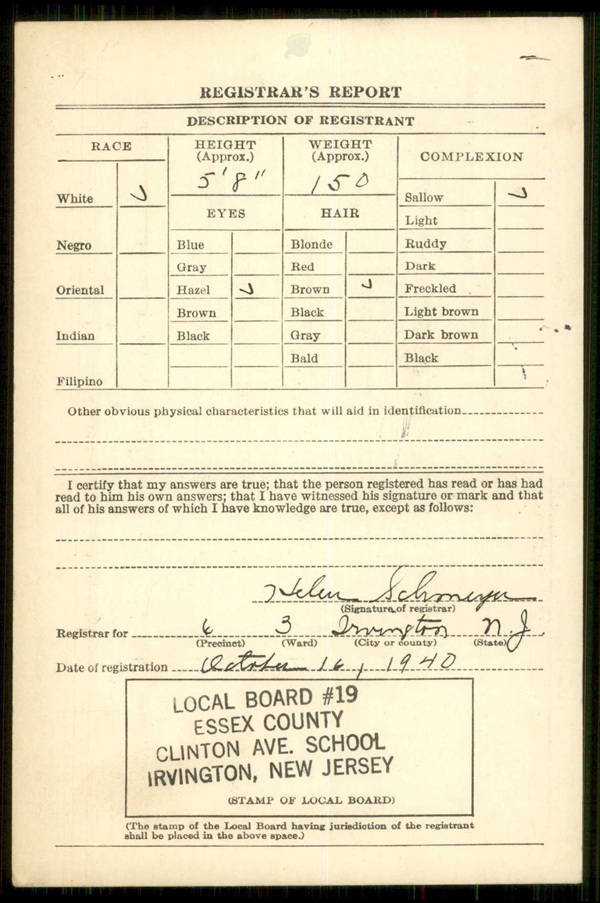 REGISTRAR'S REPORT
DESCRIPTION OF REGISTRANT
RACE
HEIGHT (Approx.)
WEIGHT (Approx.)
COMPLEXION
5' 8"
150
White ✓
Sallow ✓
EYES
HAIR
Light
Negro
Blue
Blonde
Ruddy
Gray
Red
Dark
Oriental
Hazel ✓
Brown ✓
Freckled
Brown
Black
Light brown
Indian
Black
Gray
Dark brown
Bald
Black
Filipino
Other obvious physical characteristics that will aid in identification
I certify that my answers are true; that the person registered has read or has had
read to him his own answers; that I have witnessed his signature or mark and that
all of his answers of which I have knowledge are true, except as follows:
Helen
(Signature of registrar)
Registrar for 6 3 Irvington N.J.
(Precinct) (Ward) (City or county) (State)
Date of registration October 16, 1940
LOCAL BOARD #19
ESSEX COUNTY
CLINTON AVE. SCHOOL
IRVINGTON, NEW JERSEY
(STAMP OF LOCAL BOARD)
(The stamp of the Local Board having jurisdiction of the registrant
shall be placed in the above space.)